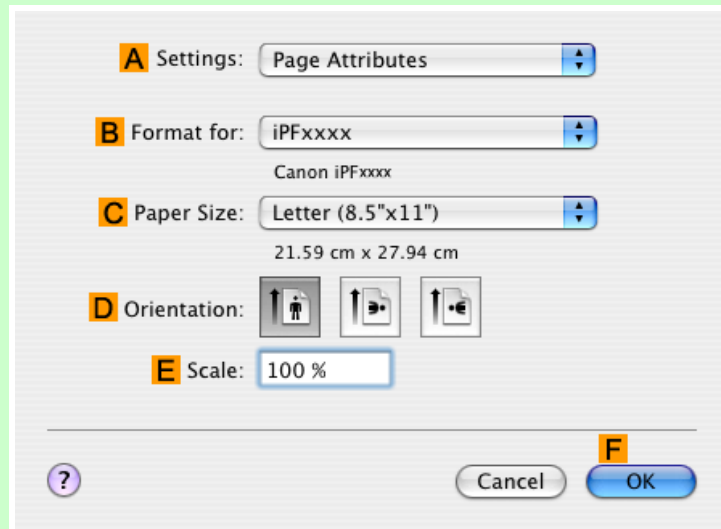 A Settings: Page Attributes
B Format for: iPFxxxx
Canon iPFxxxx
C Paper Size: Letter (8.5"x11")
21.59 cm x 27.94 cm
D Orientation:
E Scale: 100 %
F
? Cancel OK